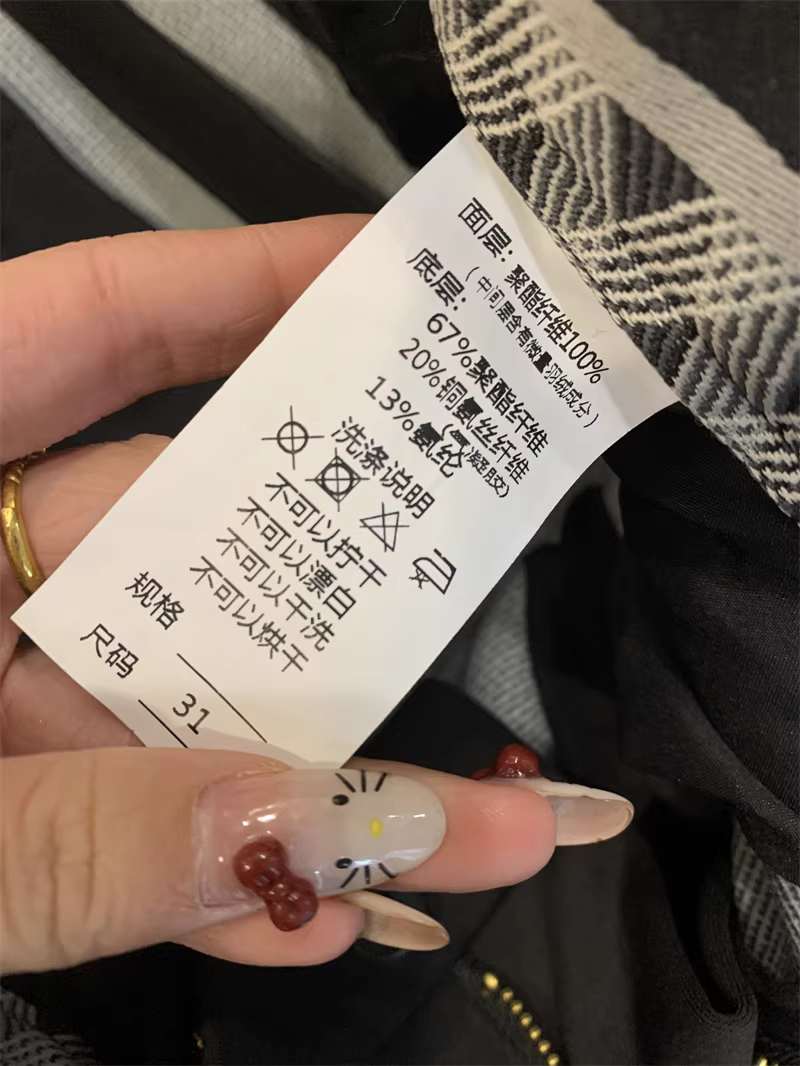 面层：聚酯纤维100%
（中间层含有微量羽绒成分）
底层：
67%聚酯纤维
20%铜氨丝纤维
13%氨纶（氨凝胶）
洗涤说明
不可以拧干
不可以漂白
不可以干洗
不可以烘干
规格
尺码 31